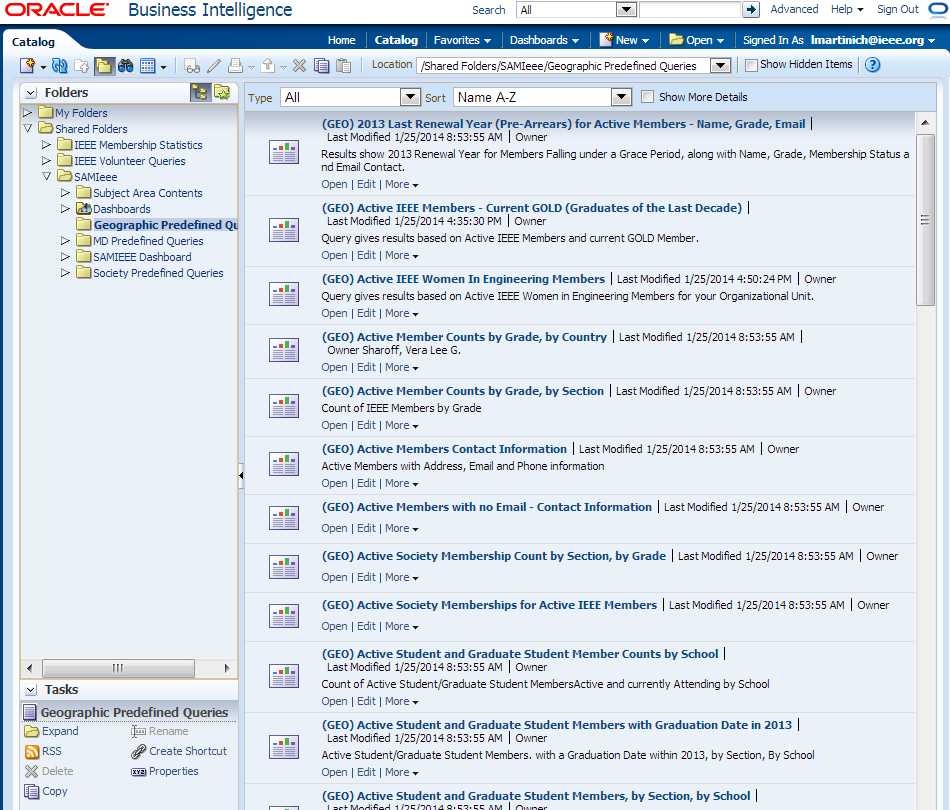 ORACLE Business Intelligence
Search All Advanced Help Sign Out
Catalog
Home Catalog Favorites Dashboards New Open Signed In As lmartinich@ieee.org
Location /Shared Folders/SAMIeee/Geographic Predefined Queries Show Hidden Items
Folders
My Folders
Shared Folders
IEEE Membership Statistics
IEEE Volunteer Queries
SAMIeee
Subject Area Contents
Dashboards
Geographic Predefined Qu
MD Predefined Queries
SAMIEEE Dashboard
Society Predefined Queries
Tasks
Geographic Predefined Queries
Expand Rename
RSS Create Shortcut
Delete Properties
Copy
Type All Sort Name A-Z Show More Details
(GEO) 2013 Last Renewal Year (Pre-Arrears) for Active Members - Name, Grade, Email |
Last Modified 1/25/2014 8:53:55 AM | Owner
Results show 2013 Renewal Year for Members Falling under a Grace Period, along with Name, Grade, Membership Status a
nd Email Contact.
Open | Edit | More
(GEO) Active IEEE Members - Current GOLD (Graduates of the Last Decade) |
Last Modified 1/25/2014 4:35:30 PM | Owner
Query gives results based on Active IEEE Members and current GOLD Member.
Open | Edit | More
(GEO) Active IEEE Women In Engineering Members | Last Modified 1/25/2014 4:50:24 PM | Owner
Query gives results based on Active IEEE Women in Engineering Members for your Organizational Unit.
Open | Edit | More
(GEO) Active Member Counts by Grade, by Country | Last Modified 1/25/2014 8:53:55 AM |
Owner Sharoff, Vera Lee G.
Open | Edit | More
(GEO) Active Member Counts by Grade, by Section | Last Modified 1/25/2014 8:53:55 AM | Owner
Count of IEEE Members by Grade
Open | Edit | More
(GEO) Active Members Contact Information | Last Modified 1/25/2014 8:53:55 AM | Owner
Active Members with Address, Email and Phone information
Open | Edit | More
(GEO) Active Members with no Email - Contact Information | Last Modified 1/25/2014 8:53:55 AM | Owner
Open | Edit | More
(GEO) Active Society Membership Count by Section, by Grade | Last Modified 1/25/2014 8:53:55 AM | Owner
Open | Edit | More
(GEO) Active Society Memberships for Active IEEE Members | Last Modified 1/25/2014 8:53:55 AM | Owner
Open | Edit | More
(GEO) Active Student and Graduate Student Member Counts by School |
Last Modified 1/25/2014 8:53:55 AM | Owner
Count of Active Student/Graduate Student MembersActive and currently Attending by School
Open | Edit | More
(GEO) Active Student and Graduate Student Members with Graduation Date in 2013 |
Last Modified 1/25/2014 8:53:55 AM | Owner
Active Student/Graduate Student Members. with a Graduation Date within 2013, by Section, By School
Open | Edit | More
(GEO) Active Student and Graduate Student Members, by Section, by School |
Last Modified 1/25/2014 8:53:55 AM | Owner